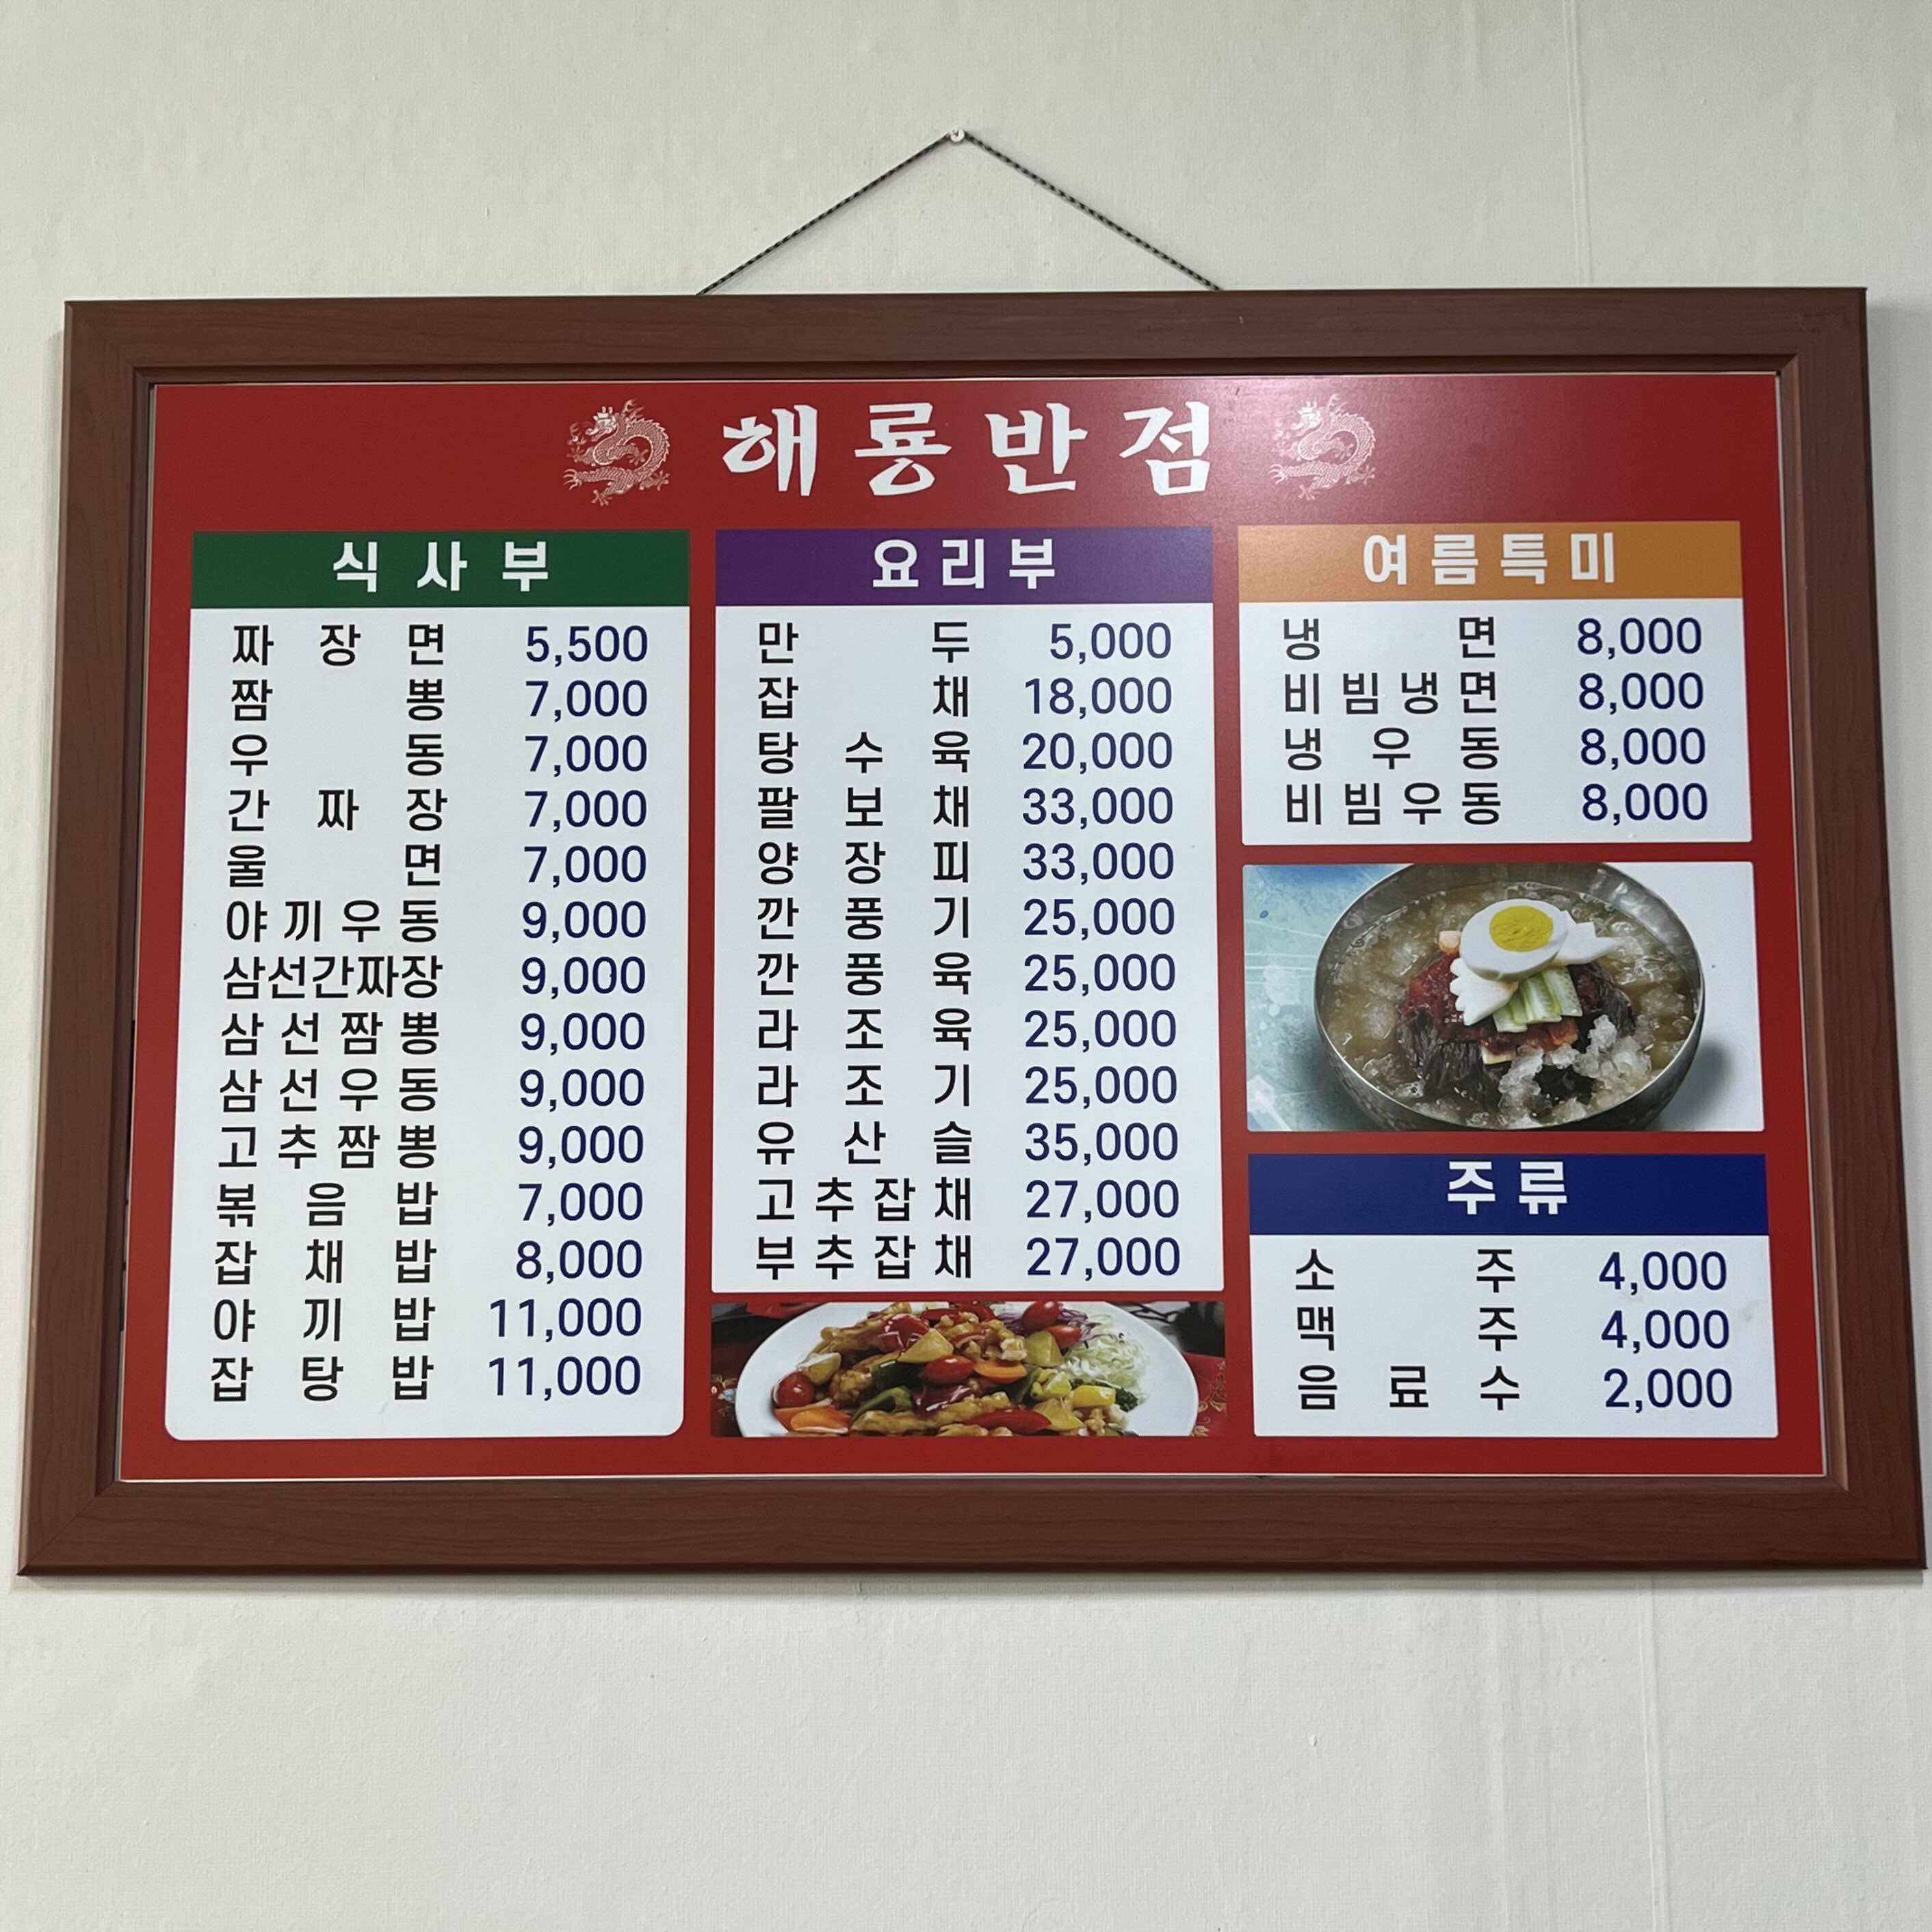 해룡반점
식사부
짜장면 5,500
짬뽕 7,000
우동 7,000
간짜장 7,000
울면 7,000
야끼우동 9,000
삼선간짜장 9,000
삼선짬뽕 9,000
삼선우동 9,000
고추짬뽕 9,000
볶음밥 7,000
잡채밥 8,000
야끼밥 11,000
잡탕밥 11,000
요리부
만두 5,000
잡채 18,000
탕수육 20,000
팔보채 33,000
양장피 33,000
깐풍기 25,000
깐풍육 25,000
라조육 25,000
라조기 25,000
유산슬 35,000
고추잡채 27,000
부추잡채 27,000
여름특미
냉면 8,000
비빔냉면 8,000
냉우동 8,000
비빔우동 8,000
주류
소주 4,000
맥주 4,000
음료수 2,000